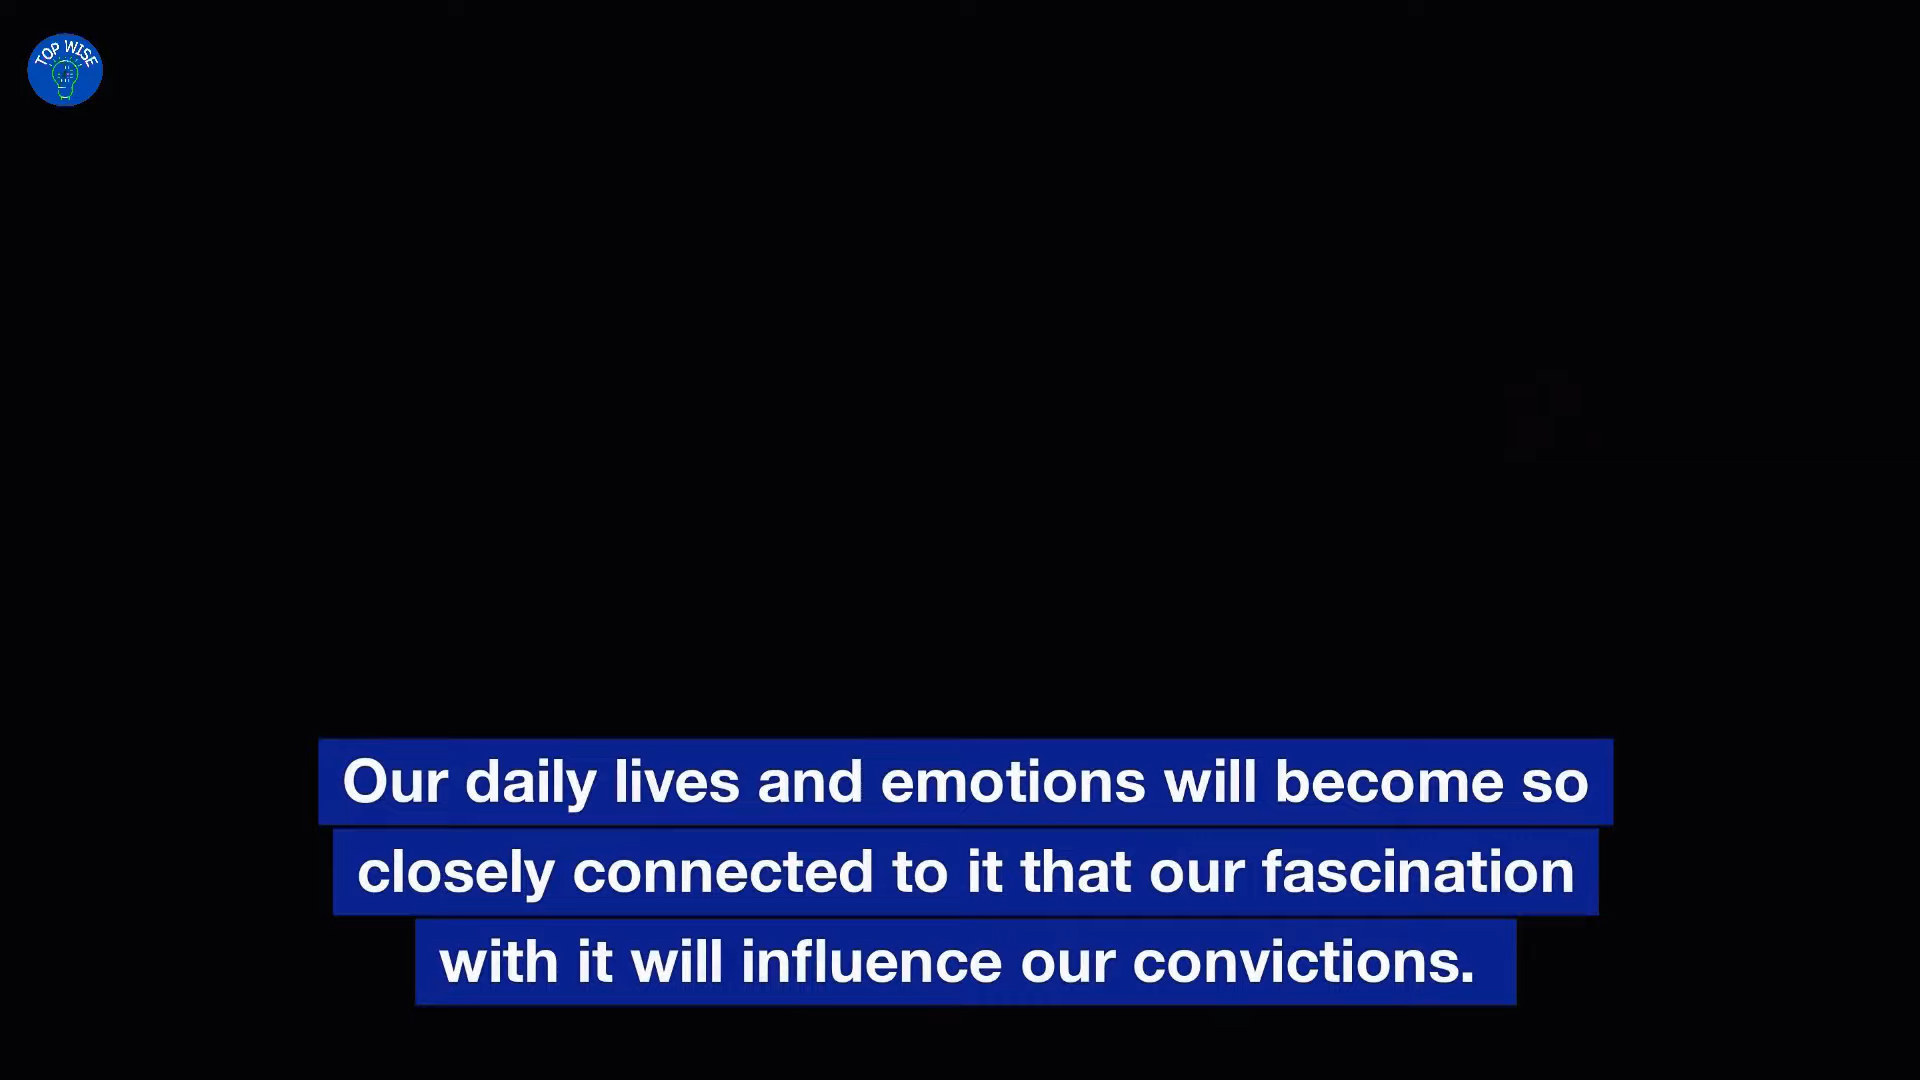 TOP WISE
Our daily lives and emotions will become so
closely connected to it that our fascination
with it will influence our convictions.